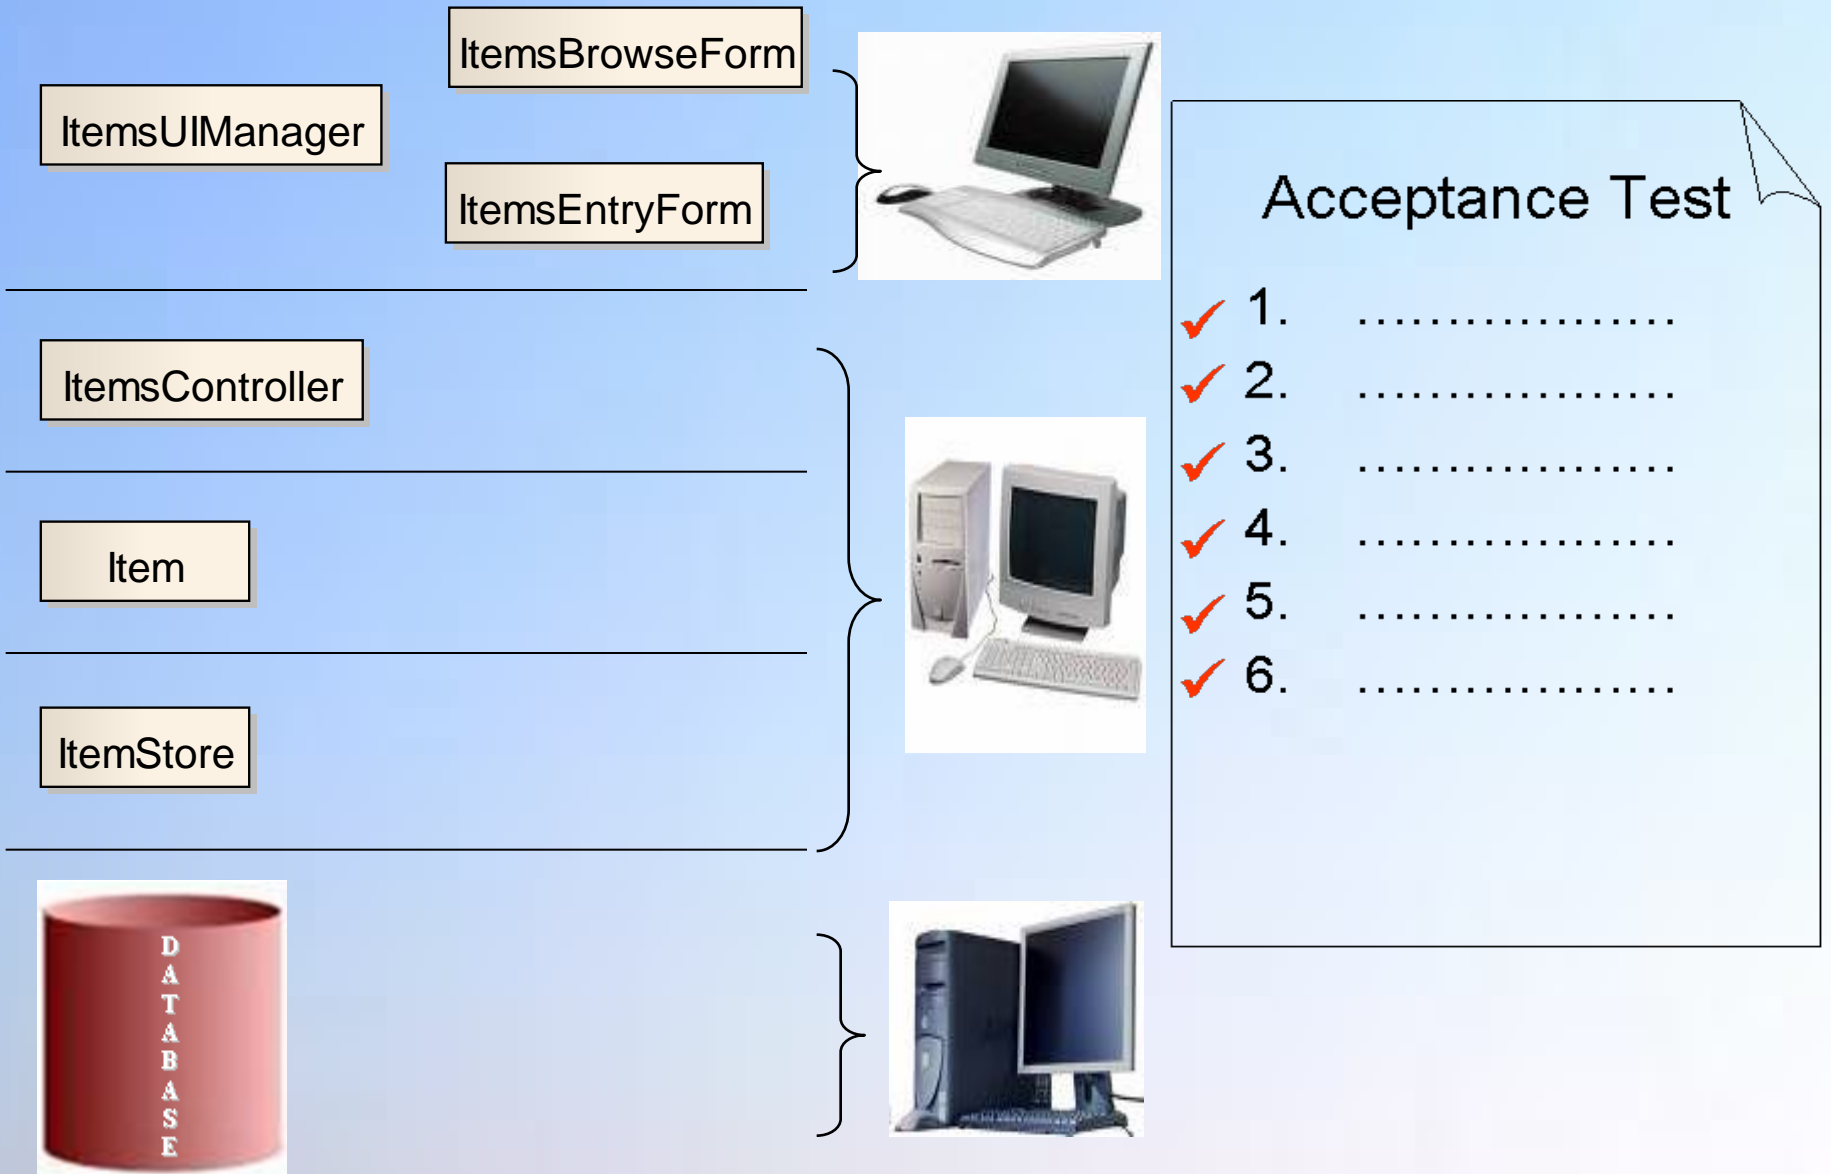 ItemsBrowseForm
ItemsUIManager
ItemsEntryForm
ItemsController
Item
ItemStore
DATABASE
Acceptance Test
1. ..................
2. ..................
3. ..................
4. ..................
5. ..................
6. ..................